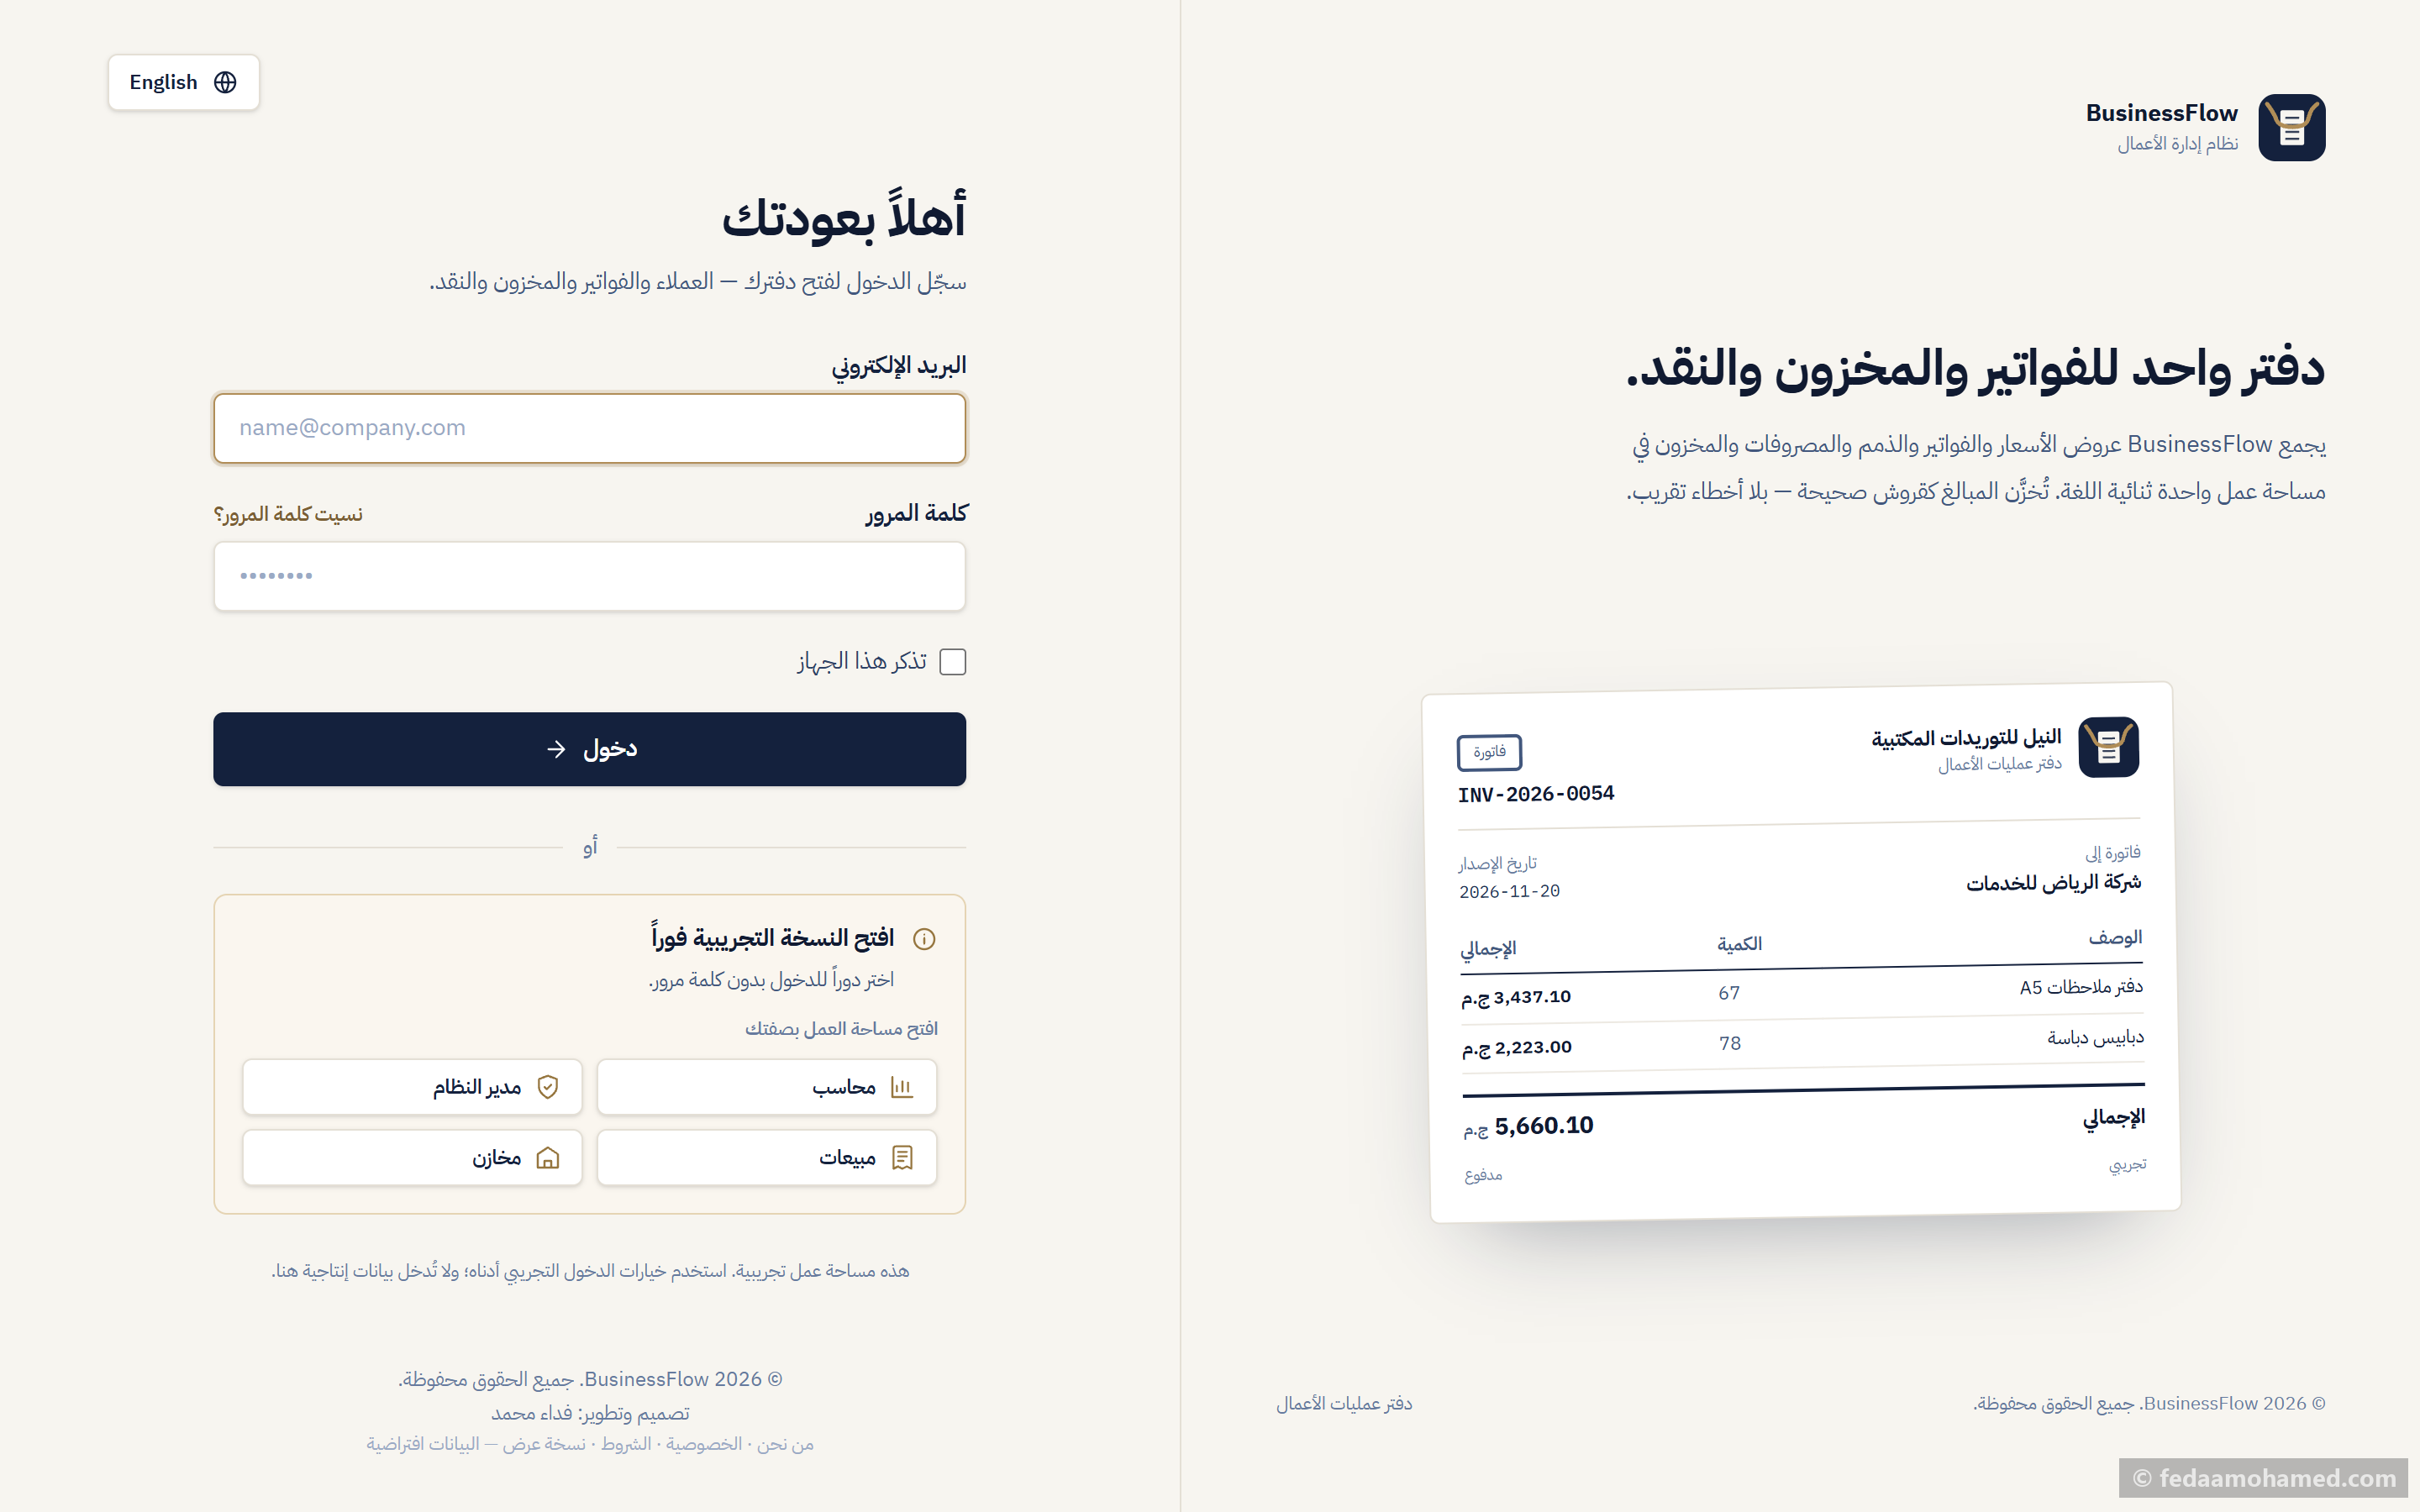 BusinessFlow
نظام إدارة الأعمال
دفتر واحد للفواتير والمخزون والنقد.
يجمع BusinessFlow عروض الأسعار والفواتير والذمم والمصروفات والمخزون في
مساحة عمل واحدة ثنائية اللغة. تُخزَّن المبالغ كقروش صحيحة — بلا أخطاء تقريب.
النيل للتوريدات المكتبية
دفتر عمليات الأعمال
فاتورة
INV-2026-0054
فاتورة إلى
شركة الرياض للخدمات
تاريخ الإصدار
2026-11-20
الوصف الكمية الإجمالي
دفتر ملاحظات A5 67 3,437.10 ج.م
دبابيس دباسة 78 2,223.00 ج.م
الإجمالي 5,660.10 ج.م
تجريبي مدفوع
© 2026 BusinessFlow. جميع الحقوق محفوظة.
دفتر عمليات الأعمال
English
أهلاً بعودتك
سجّل الدخول لفتح دفترك — العملاء والفواتير والمخزون والنقد.
البريد الإلكتروني
name@company.com
كلمة المرور
نسيت كلمة المرور؟
••••••••
تذكر هذا الجهاز
دخول
أو
افتح النسخة التجريبية فوراً
اختر دوراً للدخول بدون كلمة مرور.
افتح مساحة العمل بصفتك
محاسب
مدير النظام
مبيعات
مخازن
هذه مساحة عمل تجريبية. استخدم خيارات الدخول التجريبي أدناه؛ ولا تُدخل بيانات إنتاجية هنا.
© 2026 BusinessFlow. جميع الحقوق محفوظة.
تصميم وتطوير: فداء محمد
من نحن · الخصوصية · الشروط · نسخة عرض — البيانات افتراضية
© fedaamohamed.com